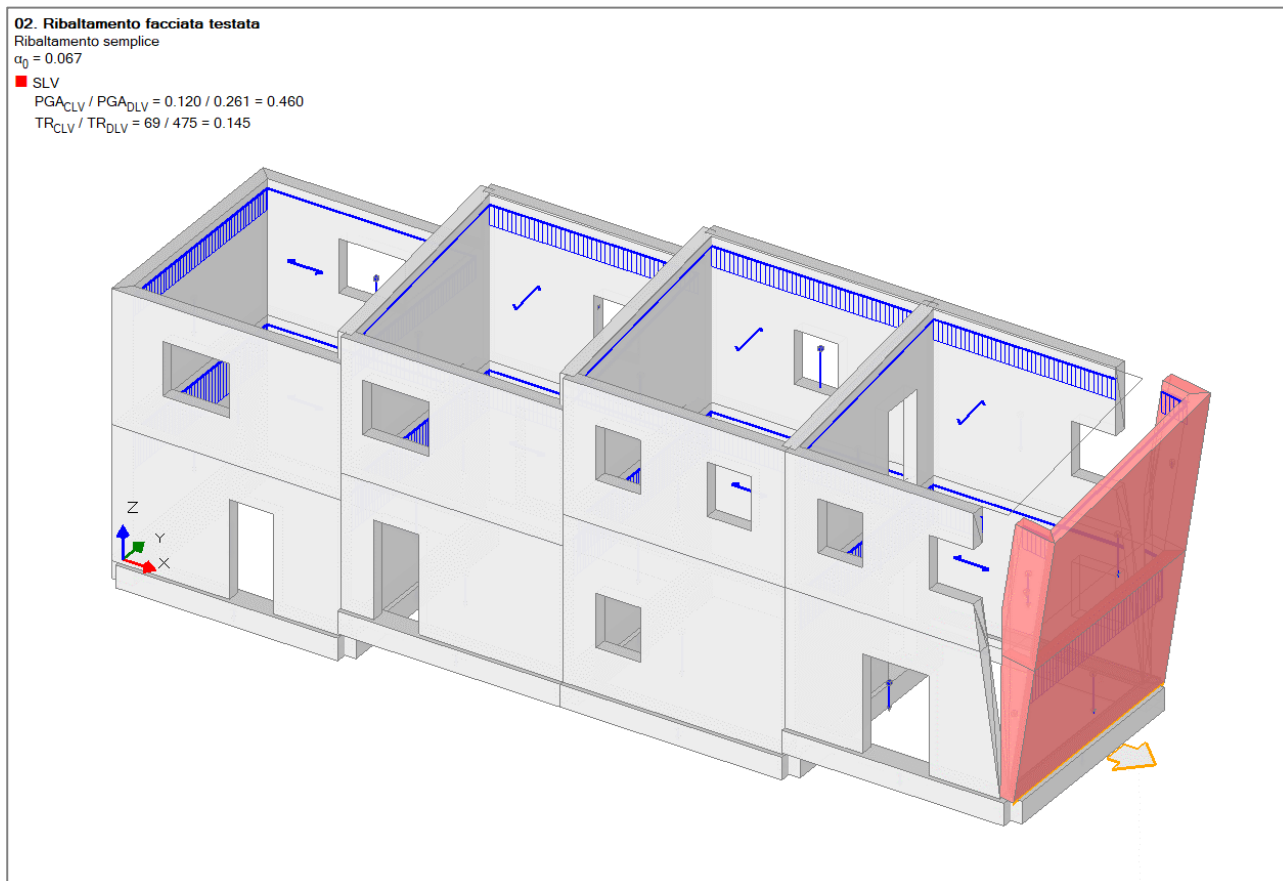 02. Ribaltamento facciata testata
Ribaltamento semplice
α0 = 0.067
SLV
PGACLV / PGADLV = 0.120 / 0.261 = 0.460
TRCLV / TRDLV = 69 / 475 = 0.145
Z
Y
X